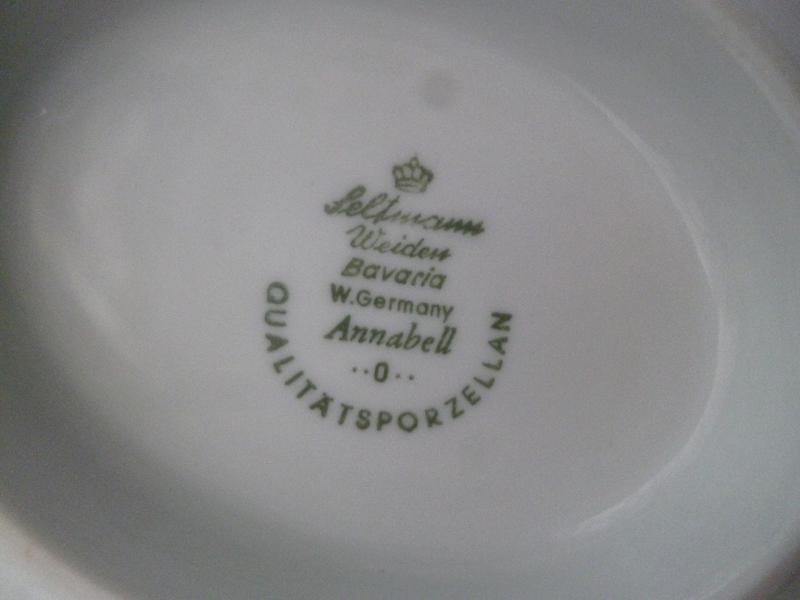 Seltmann
Weiden
Bavaria
W.Germany
Annabell
··0··
QUALITÄTSPORZELLAN